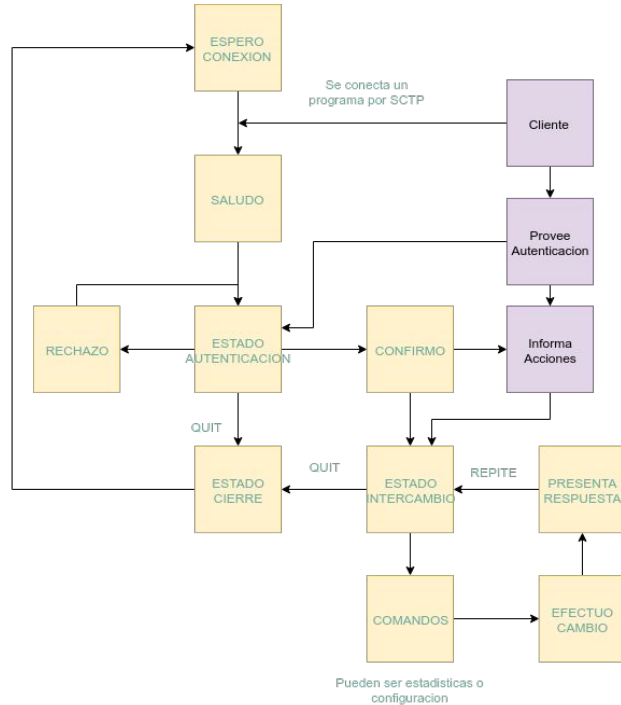 ESPERO
CONEXION
Se conecta un
programa por SCTP
Cliente
SALUDO
Provee
Autenticacion
RECHAZO
ESTADO
AUTENTICACION
CONFIRMO
Informa
Acciones
QUIT
ESTADO
CIERRE
QUIT
ESTADO
INTERCAMBIO
REPITE
PRESENTA
RESPUESTA
COMANDOS
EFECTUO
CAMBIO
Pueden ser estadisticas o
configuracion